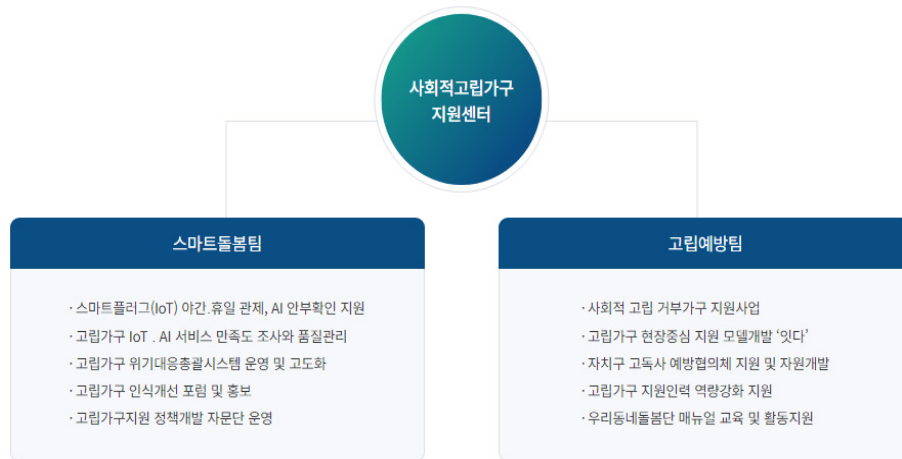 사회적고립가구
지원센터
스마트돌봄팀
· 스마트플러그(IoT) 야간.휴일 관제, AI 안부확인 지원
· 고립가구 IoT . AI 서비스 만족도 조사와 품질관리
· 고립가구 위기대응총괄시스템 운영 및 고도화
· 고립가구 인식개선 포럼 및 홍보
· 고립가구지원 정책개발 자문단 운영
고립예방팀
· 사회적 고립 거부가구 지원사업
· 고립가구 현장중심 지원 모델개발 ‘잇다’
· 자치구 고독사 예방협의체 지원 및 자원개발
· 고립가구 지원인력 역량강화 지원
· 우리동네돌봄단 매뉴얼 교육 및 활동지원